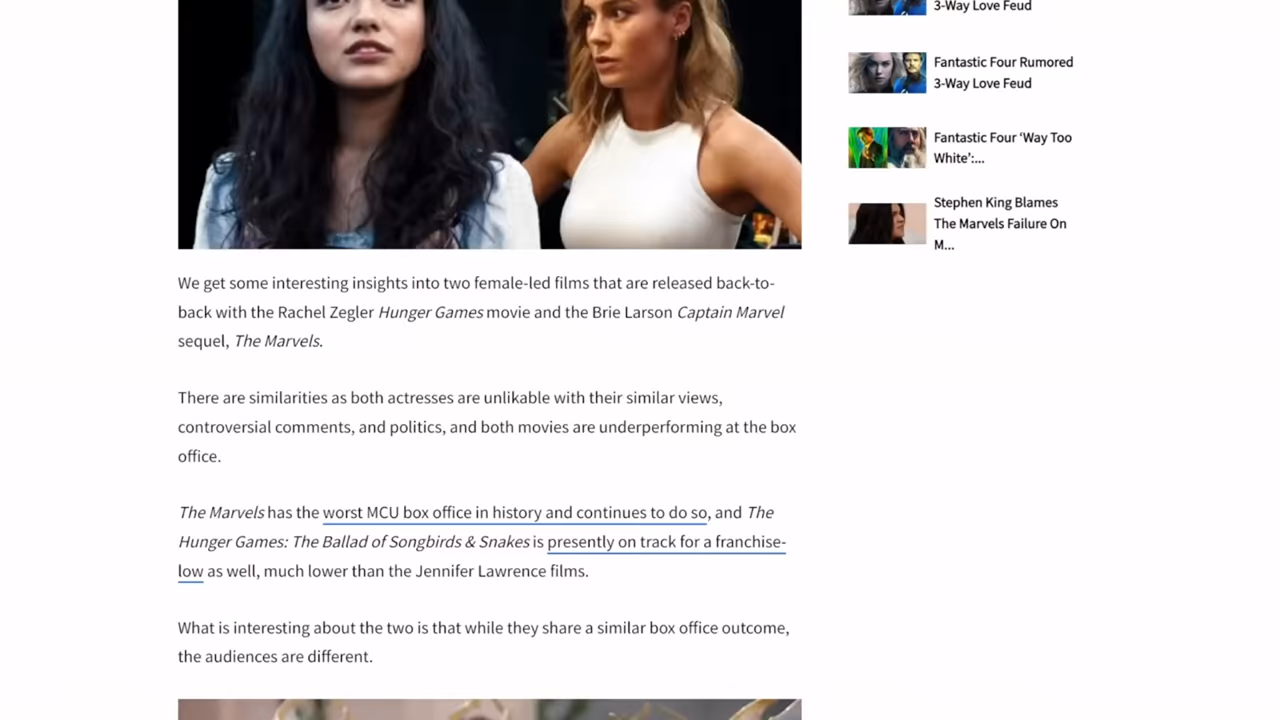 We get some interesting insights into two female-led films that are released back-to-
back with the Rachel Zegler Hunger Games movie and the Brie Larson Captain Marvel
sequel, The Marvels.
There are similarities as both actresses are unlikable with their similar views,
controversial comments, and politics, and both movies are underperforming at the box
office.
The Marvels has the worst MCU box office in history and continues to do so, and The
Hunger Games: The Ballad of Songbirds & Snakes is presently on track for a franchise-
low as well, much lower than the Jennifer Lawrence films.
What is interesting about the two is that while they share a similar box office outcome,
the audiences are different.
3-Way Love Feud
Fantastic Four Rumored
3-Way Love Feud
Fantastic Four ‘Way Too
White’:...
Stephen King Blames
The Marvels Failure On
M...